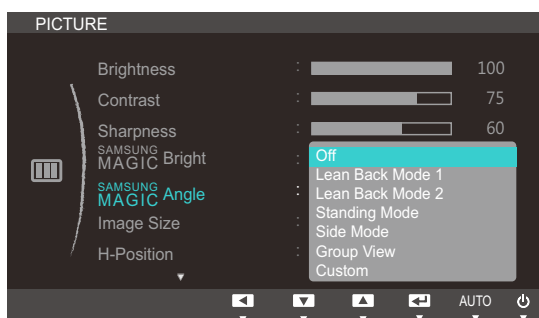 PICTURE
Brightness : 100
Contrast : 75
Sharpness : 60
SAMSUNG MAGIC Bright :
SAMSUNG MAGIC Angle :
Image Size :
H-Position :
Off
Lean Back Mode 1
Lean Back Mode 2
Standing Mode
Side Mode
Group View
Custom
AUTO